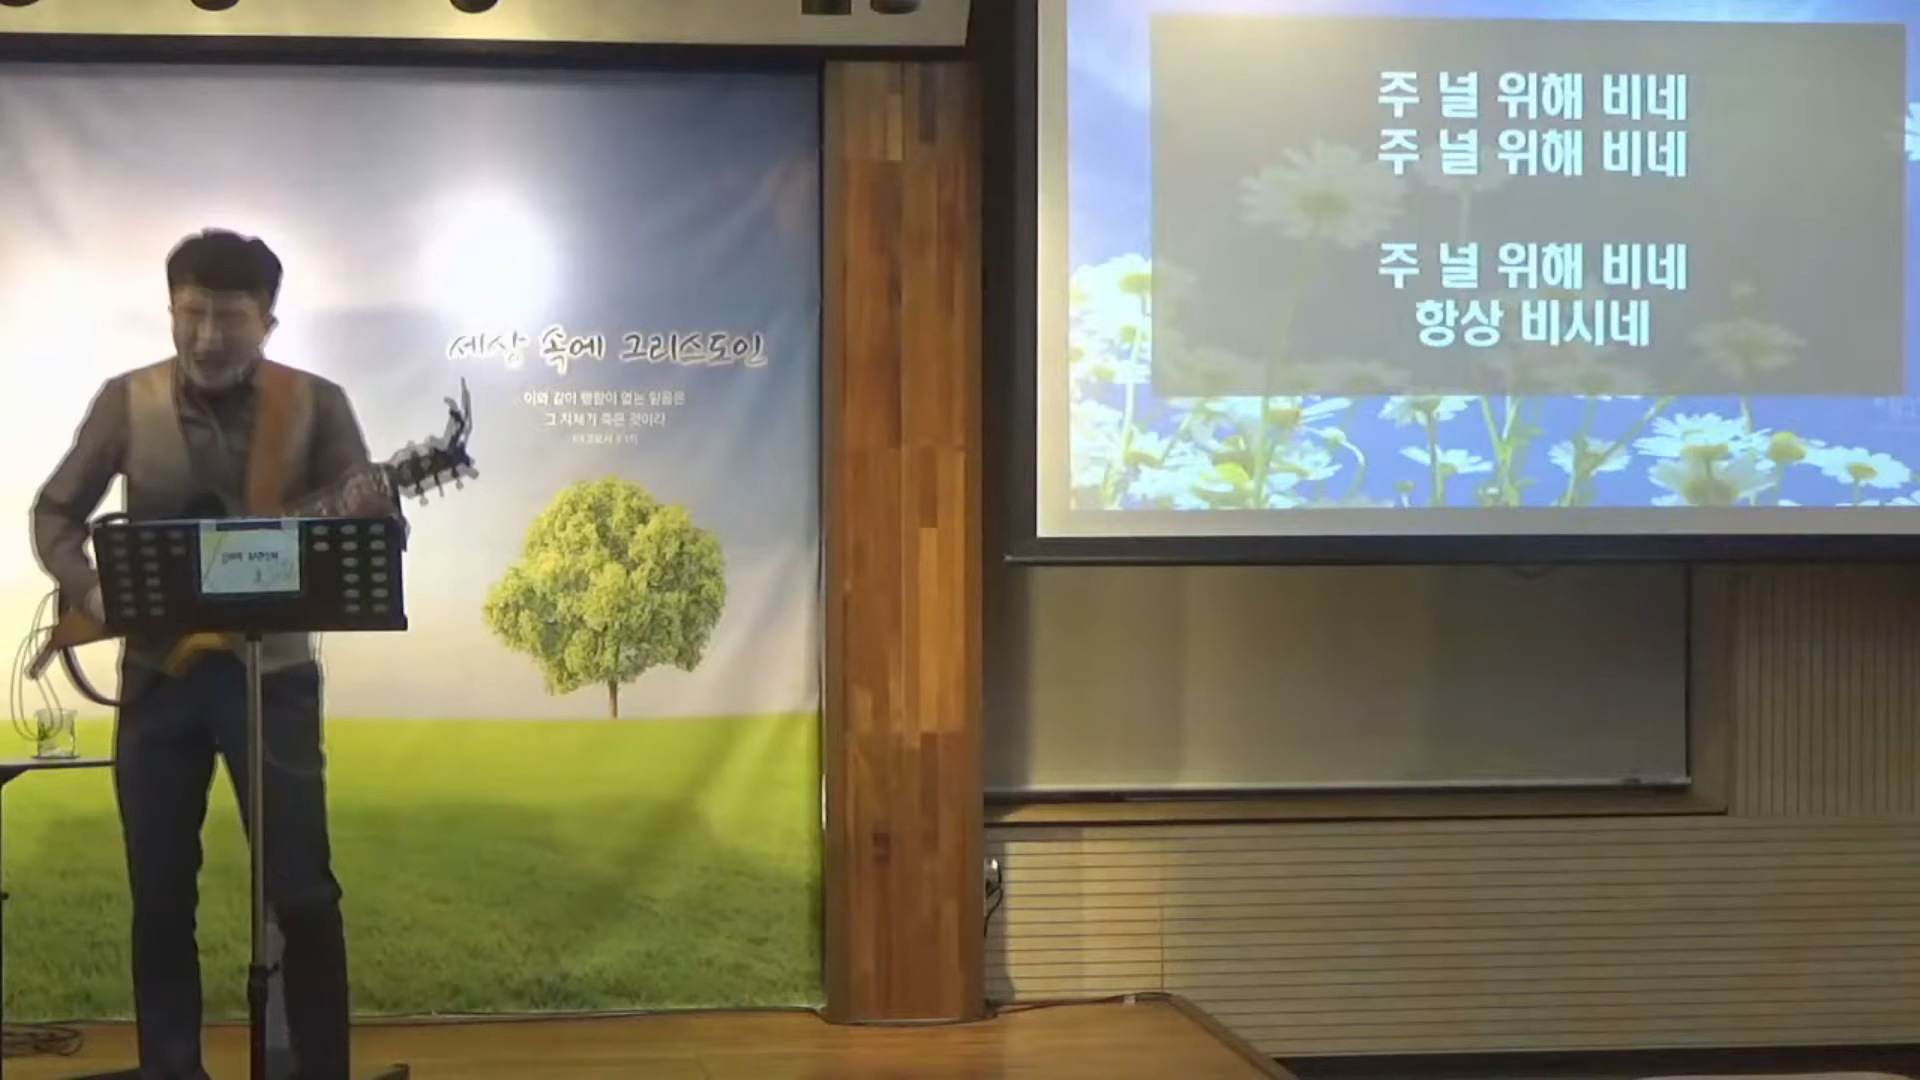 주 널 위해 비네
주 널 위해 비네
주 널 위해 비네
항상 비시네
세상 속에 그리스도인
이와 같이 행함이 없는 믿음은
그 자체가 죽은 것이라